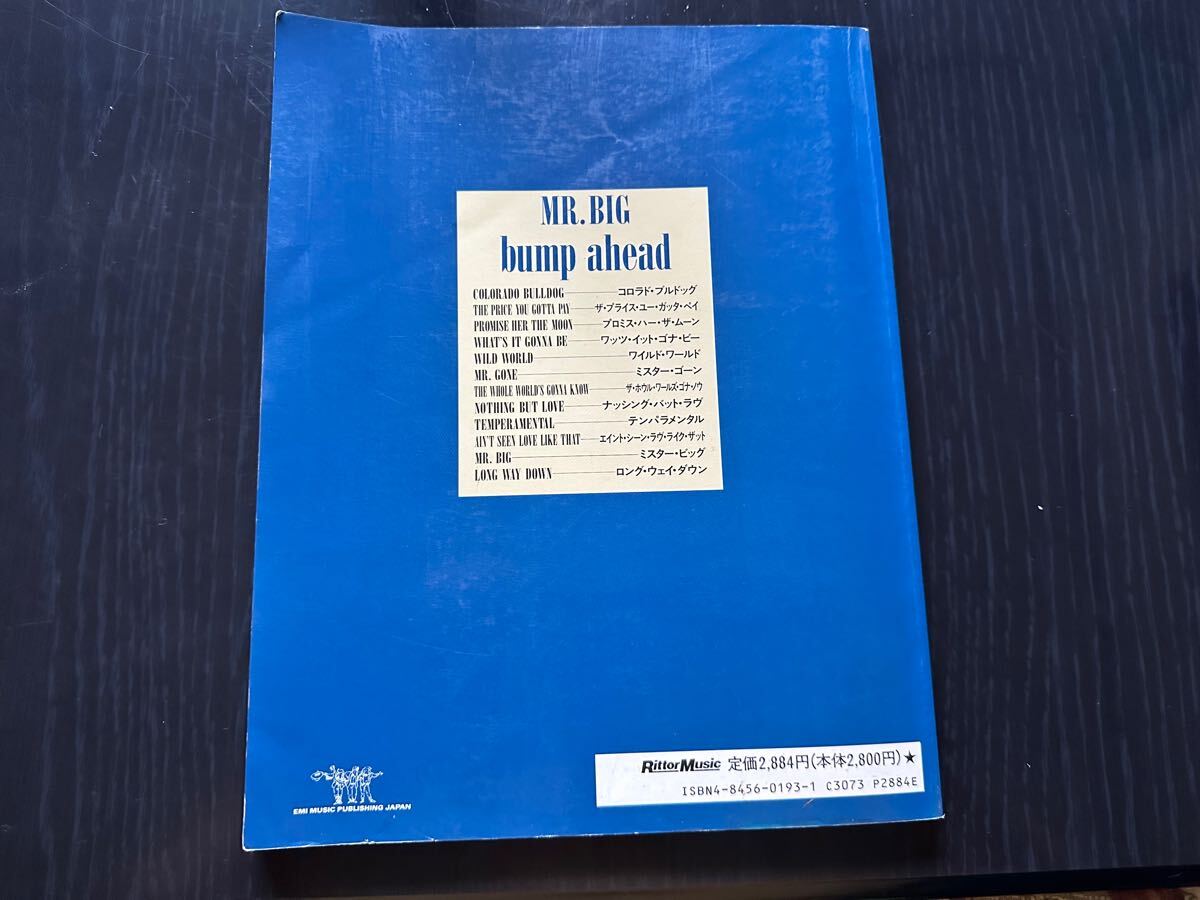 MR. BIG
bump ahead
COLORADO BULLDOG コロラド・ブルドッグ
THE PRICE YOU GOTTA PAY ザ・プライス・ユー・ガッタ・ペイ
PROMISE HER THE MOON プロミス・ハー・ザ・ムーン
WHAT'S IT GONNA BE ワッツ・イット・ゴナ・ビー
WILD WORLD ワイルド・ワールド
MR. GONE ミスター・ゴーン
THE WHOLE WORLD'S GONNA KNOW ザ・ホウル・ワールズ・ゴナ・ノウ
NOTHING BUT LOVE ナッシング・バット・ラヴ
TEMPERAMENTAL テンパラメンタル
AIN'T SEEN LOVE LIKE THAT エイント・シーン・ラヴ・ライク・ザット
MR. BIG ミスター・ビッグ
LONG WAY DOWN ロング・ウェイ・ダウン
RittorMusic 定価2,884円(本体2,800円)★
ISBN4-8456-0193-1 C3073 P2884E
EMI MUSIC PUBLISHING JAPAN